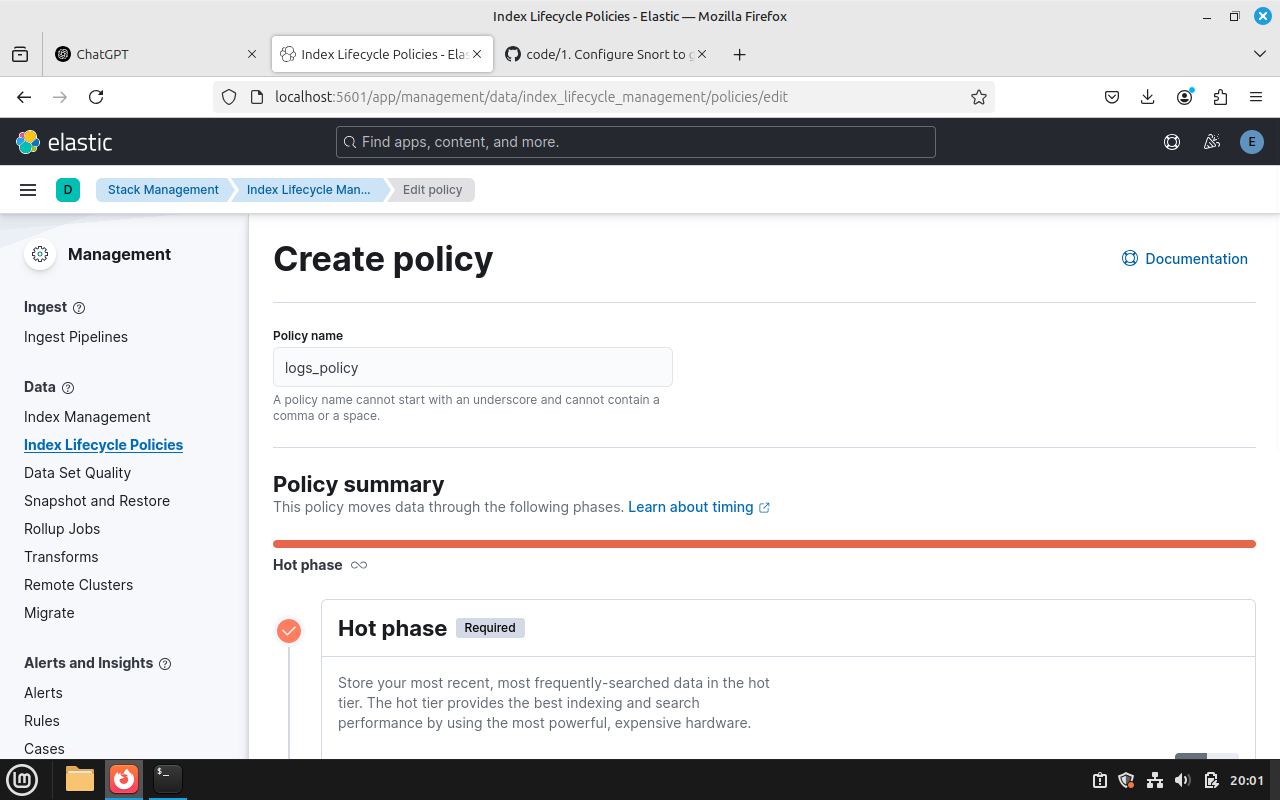 Index Lifecycle Policies - Elastic — Mozilla Firefox
ChatGPT
Index Lifecycle Policies - Elas
code/1. Configure Snort to g
localhost:5601/app/management/data/index_lifecycle_management/policies/edit
elastic
Find apps, content, and more.
E
D
Stack Management
Index Lifecycle Man...
Edit policy
Management
Ingest
Ingest Pipelines
Data
Index Management
Index Lifecycle Policies
Data Set Quality
Snapshot and Restore
Rollup Jobs
Transforms
Remote Clusters
Migrate
Alerts and Insights
Alerts
Rules
Cases
Create policy
Documentation
Policy name
logs_policy
A policy name cannot start with an underscore and cannot contain a
comma or a space.
Policy summary
This policy moves data through the following phases. Learn about timing
Hot phase
Hot phase
Required
Store your most recent, most frequently-searched data in the hot
tier. The hot tier provides the best indexing and search
performance by using the most powerful, expensive hardware.
20:01